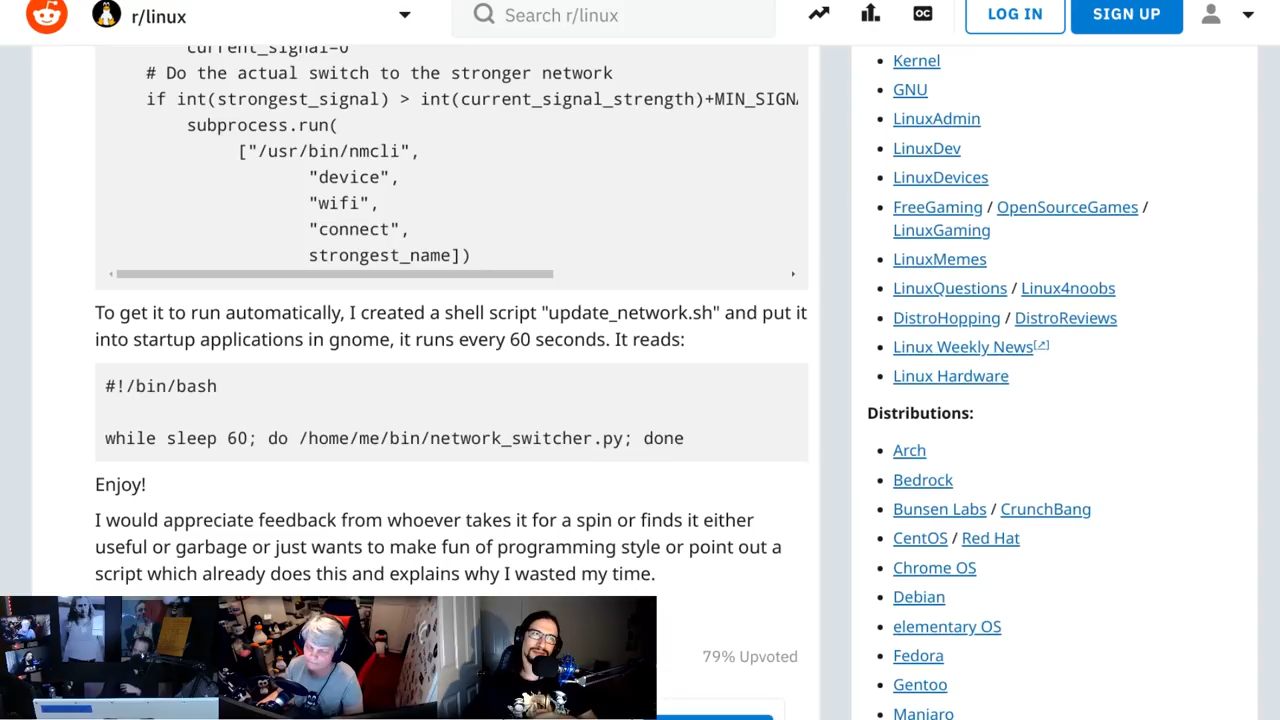 r/linux
Search r/linux
LOG IN
SIGN UP
current_signal=0
# Do the actual switch to the stronger network
if int(strongest_signal) > int(current_signal_strength)+MIN_SIGNA
subprocess.run(
["/usr/bin/nmcli",
"device",
"wifi",
"connect",
strongest_name])
To get it to run automatically, I created a shell script "update_network.sh" and put it
into startup applications in gnome, it runs every 60 seconds. It reads:
#!/bin/bash
while sleep 60; do /home/me/bin/network_switcher.py; done
Enjoy!
I would appreciate feedback from whoever takes it for a spin or finds it either
useful or garbage or just wants to make fun of programming style or point out a
script which already does this and explains why I wasted my time.
79% Upvoted
Kernel
GNU
LinuxAdmin
LinuxDev
LinuxDevices
FreeGaming / OpenSourceGames /
LinuxGaming
LinuxMemes
LinuxQuestions / Linux4noobs
DistroHopping / DistroReviews
Linux Weekly News[↗]
Linux Hardware
Distributions:
Arch
Bedrock
Bunsen Labs / CrunchBang
CentOS / Red Hat
Chrome OS
Debian
elementary OS
Fedora
Gentoo
Manjaro